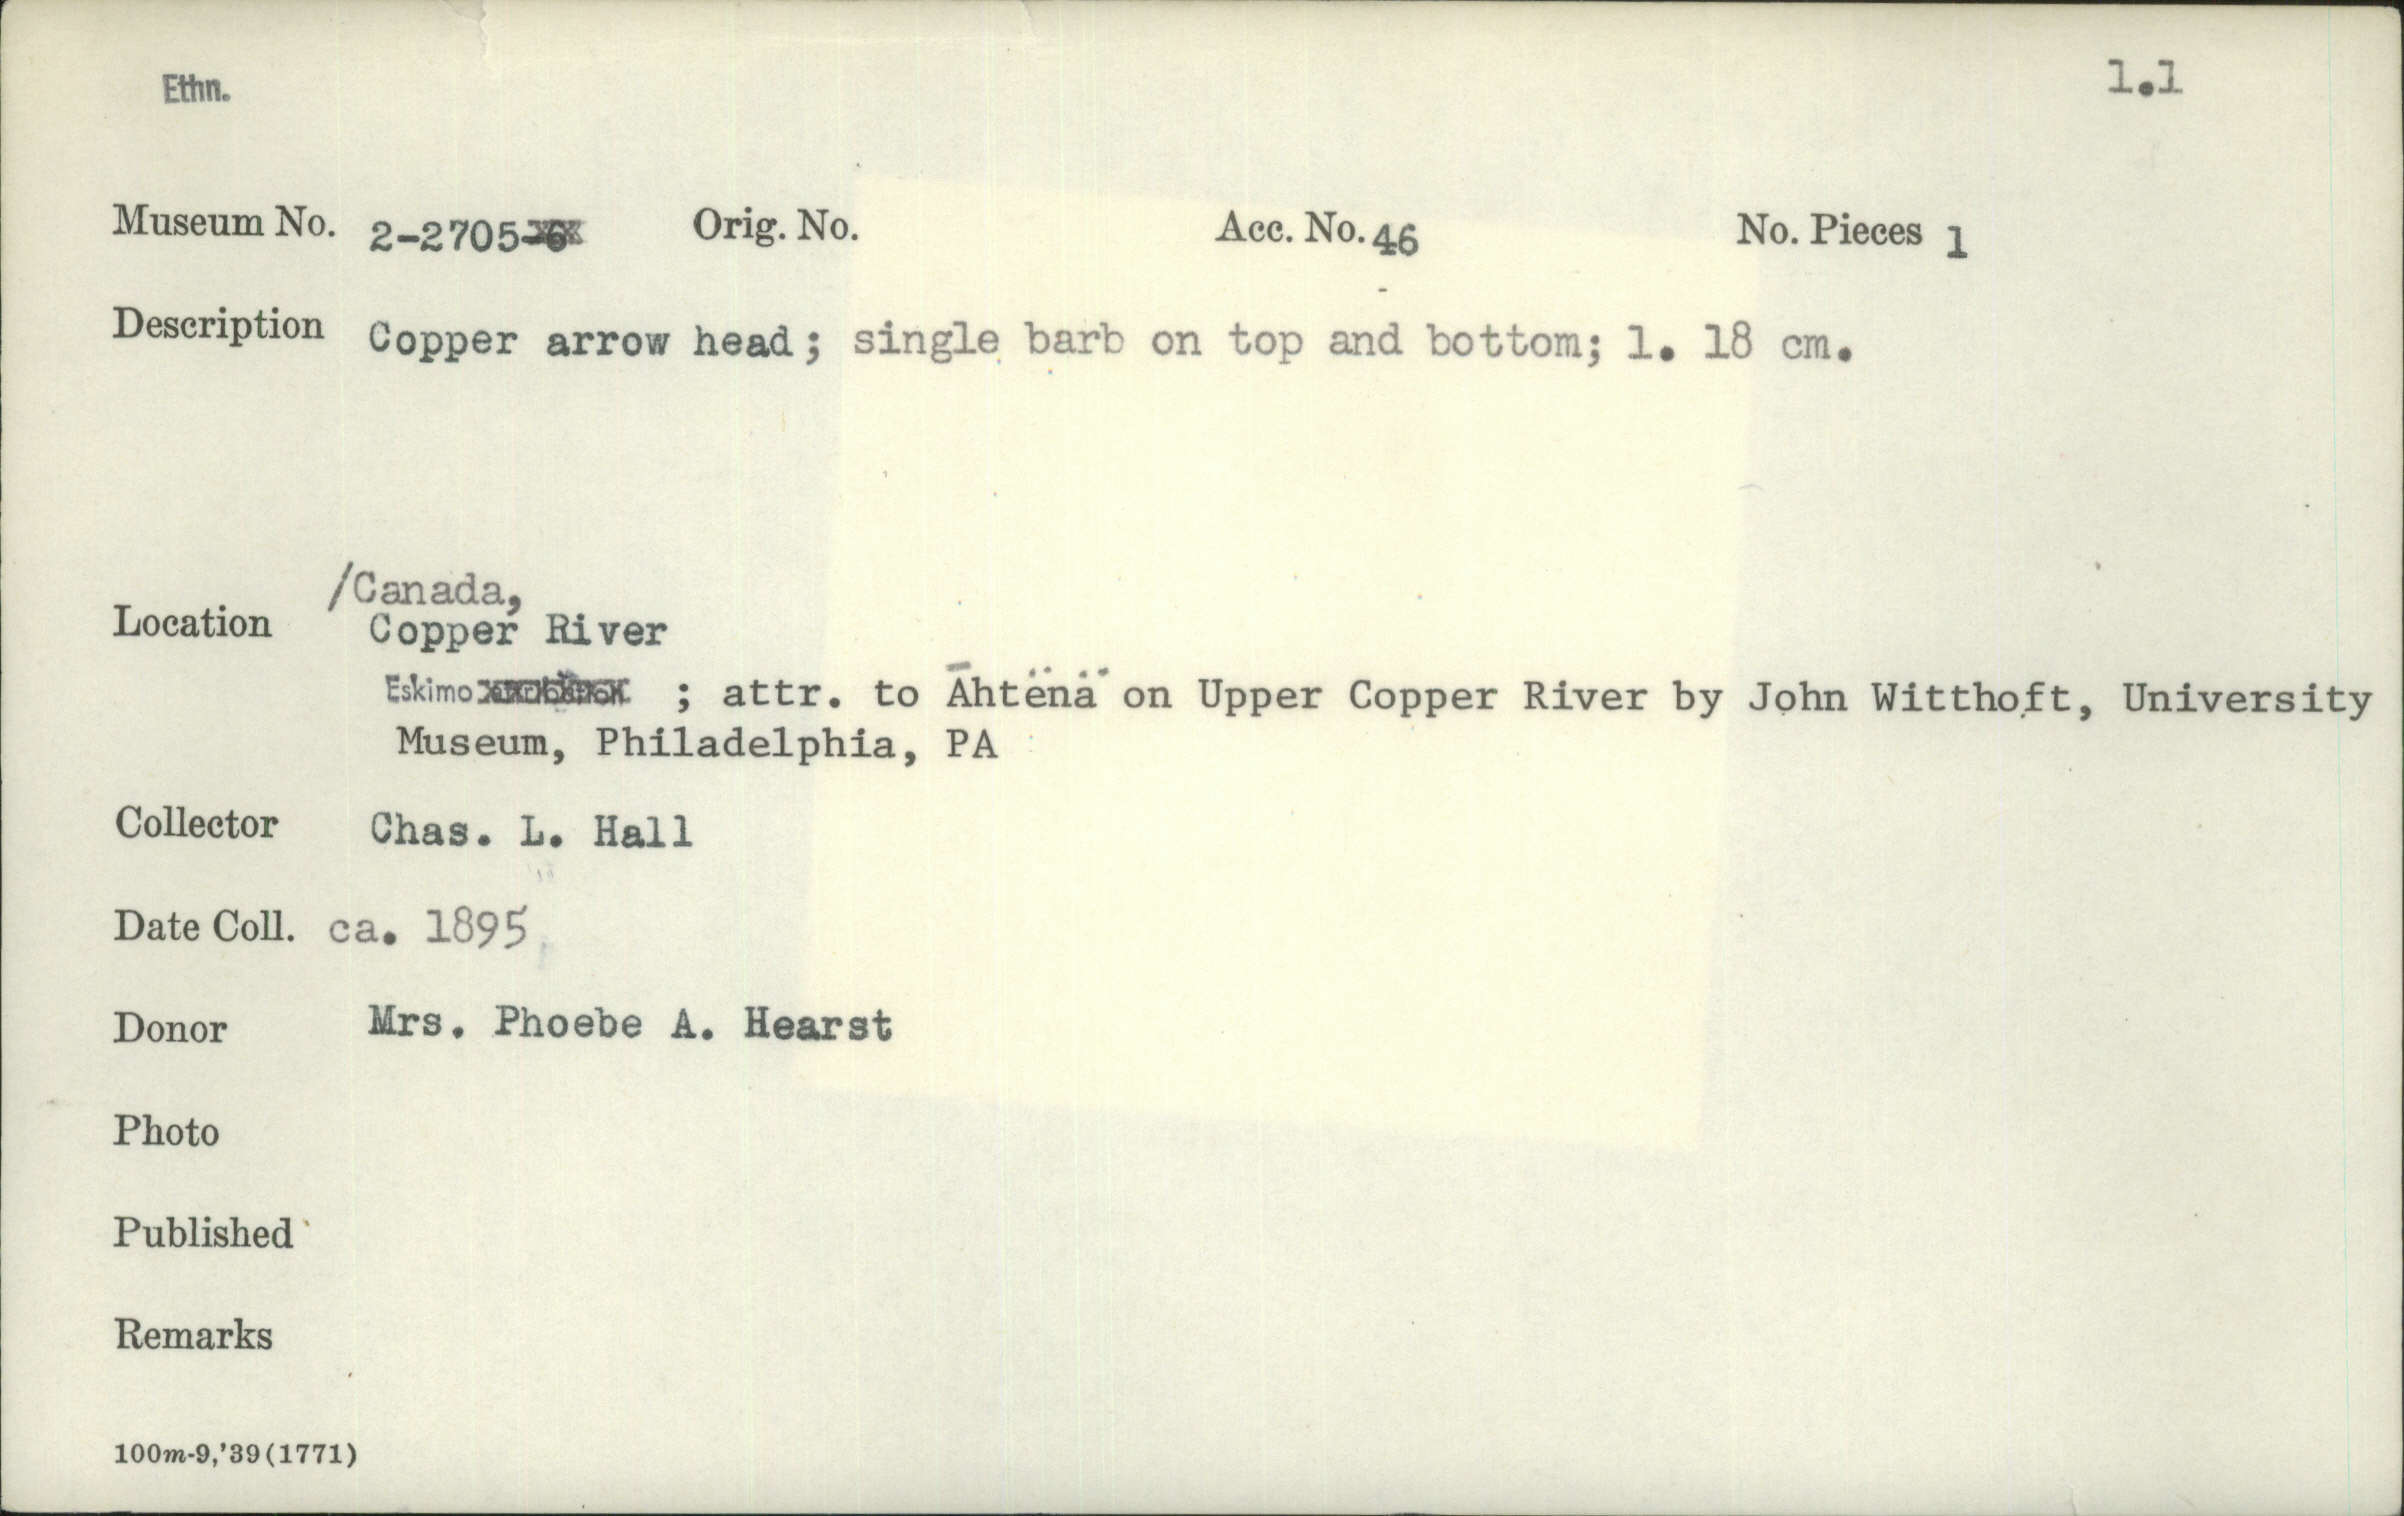 Ethn. 1.1
Museum No. 2-2705-6 Orig. No. Acc. No. 46 No. Pieces 1
Description Copper arrow head; single barb on top and bottom; l. 18 cm.
/Canada,
Location Copper River
Eskimo ; attr. to Āhtënä on Upper Copper River by John Witthoft, University
Museum, Philadelphia, PA
Collector Chas. L. Hall
Date Coll. ca. 1895
Donor Mrs. Phoebe A. Hearst
Photo
Published
Remarks
100m-9,'39(1771)